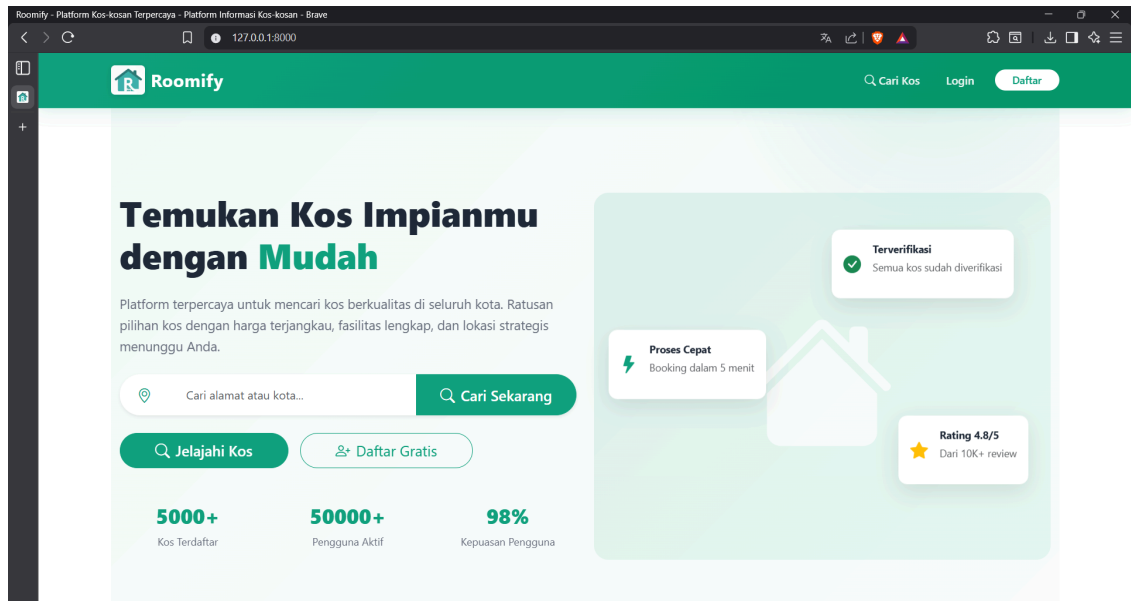 Roomify - Platform Kos-kosan Terpercaya - Platform Informasi Kos-kosan - Brave
127.0.0.1:8000
R
Roomify
Cari Kos
Login
Daftar
Temukan Kos Impianmu
dengan Mudah
Platform terpercaya untuk mencari kos berkualitas di seluruh kota. Ratusan
pilihan kos dengan harga terjangkau, fasilitas lengkap, dan lokasi strategis
menunggu Anda.
Cari alamat atau kota...
Cari Sekarang
Jelajahi Kos
Daftar Gratis
5000+
Kos Terdaftar
50000+
Pengguna Aktif
98%
Kepuasan Pengguna
Terverifikasi
Semua kos sudah diverifikasi
Proses Cepat
Booking dalam 5 menit
Rating 4.8/5
Dari 10K+ review